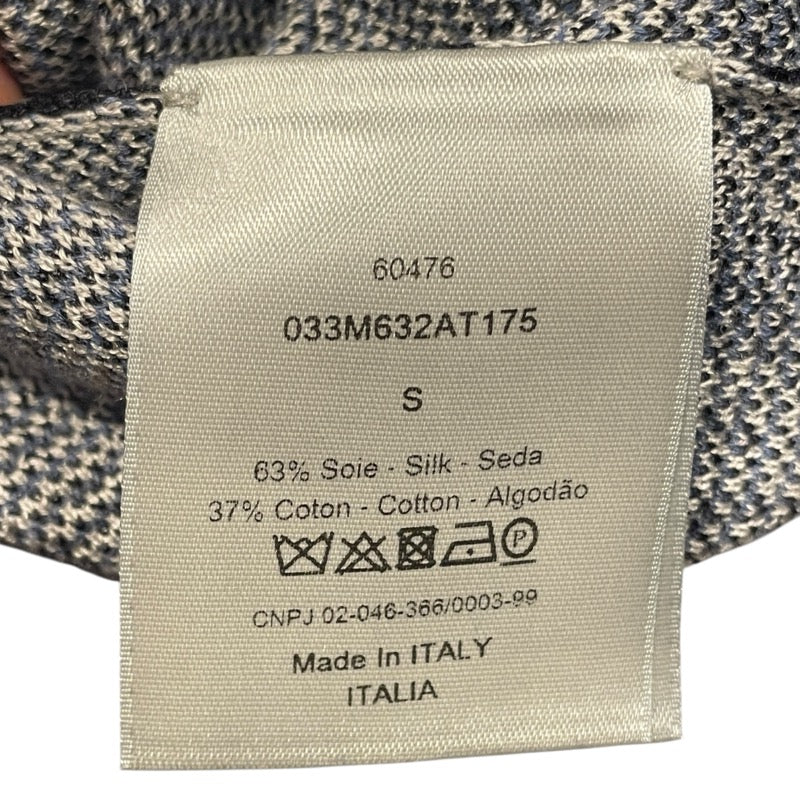 60476
033M632AT175
S
63% Soie - Silk - Seda
37% Coton - Cotton - Algodão
P
CNPJ 02-046-366/0003-99
Made In ITALY
ITALIA